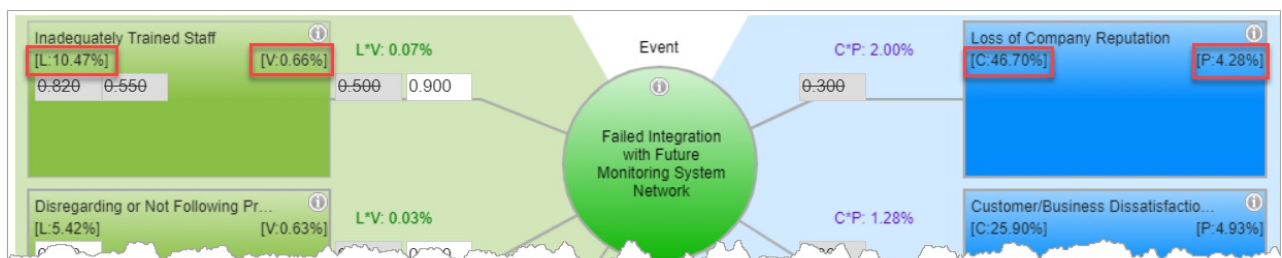 Inadequately Trained Staff
[L:10.47%] [V:0.66%]
0.820 0.550
L*V: 0.07%
0.500 0.900
Event
Failed Integration
with Future
Monitoring System
Network
C*P: 2.00%
0.300
Loss of Company Reputation
[C:46.70%] [P:4.28%]
Disregarding or Not Following Pr...
[L:5.42%] [V:0.63%]
L*V: 0.03%
C*P: 1.28%
Customer/Business Dissatisfactio...
[C:25.90%] [P:4.93%]